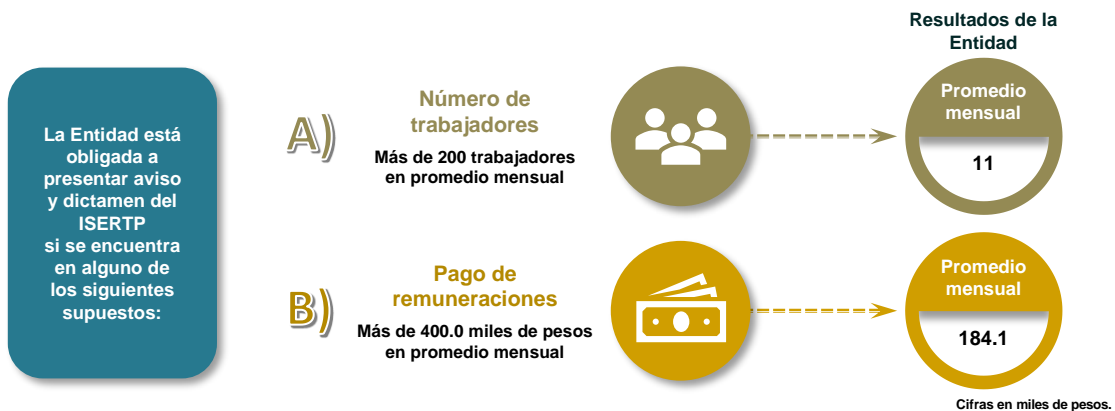 La Entidad está
obligada a
presentar aviso
y dictamen del
ISERTP
si se encuentra
en alguno de
los siguientes
supuestos:
A)
Número de
trabajadores
Más de 200 trabajadores
en promedio mensual
Resultados de la
Entidad
Promedio
mensual
11
B)
Pago de
remuneraciones
Más de 400.0 miles de pesos
en promedio mensual
Promedio
mensual
184.1
Cifras en miles de pesos.